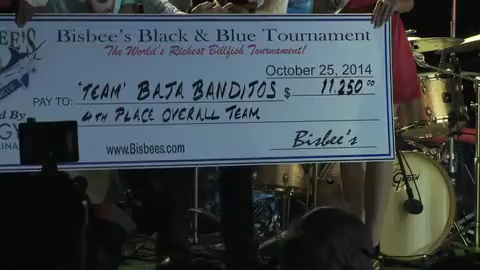 Bisbee's Black & Blue Tournament
The World's Richest Billfish Tournament!
October 25, 2014
PAY TO: 'TEAM' BAJA BANDITOS $ 11,250 00
4TH PLACE OVERALL TEAM
www.Bisbees.com
Bisbee's
Gretsch